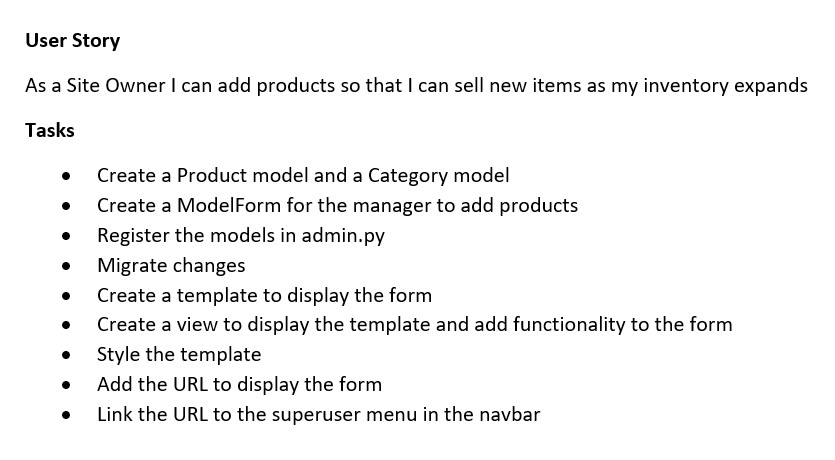 User Story
As a Site Owner I can add products so that I can sell new items as my inventory expands
Tasks
• Create a Product model and a Category model
• Create a ModelForm for the manager to add products
• Register the models in admin.py
• Migrate changes
• Create a template to display the form
• Create a view to display the template and add functionality to the form
• Style the template
• Add the URL to display the form
• Link the URL to the superuser menu in the navbar